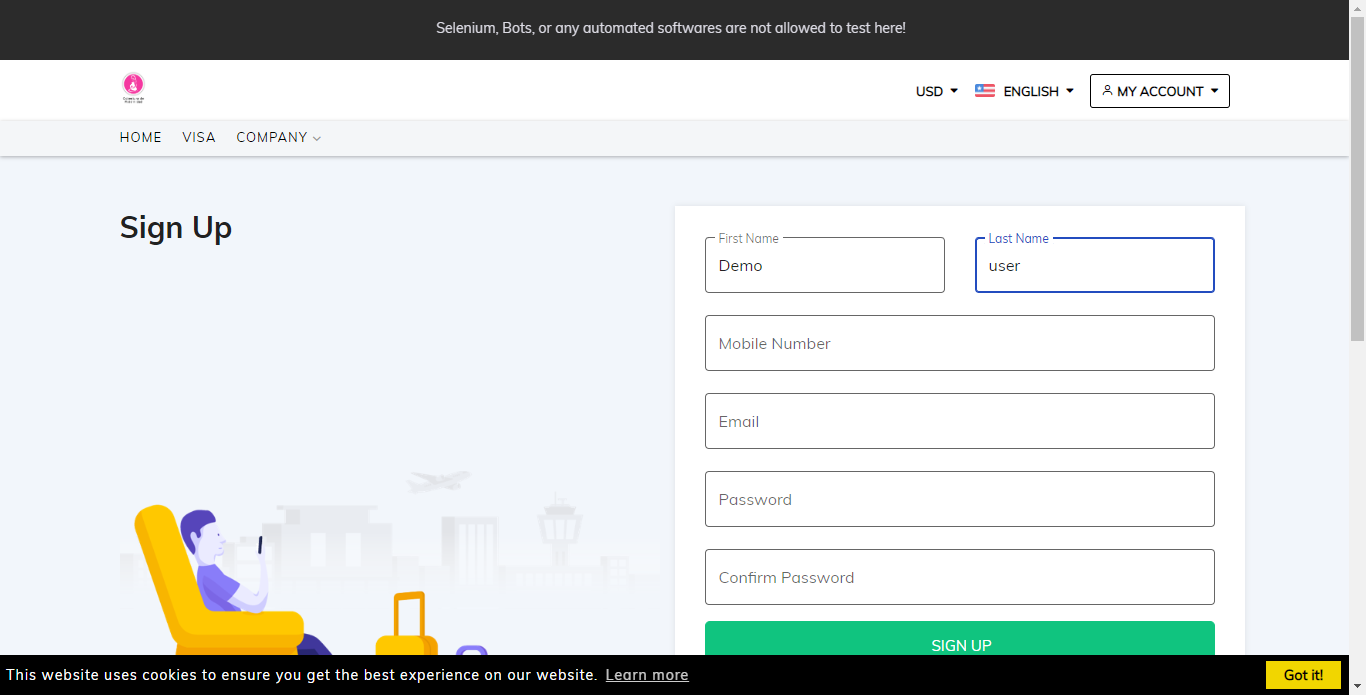 Selenium, Bots, or any automated softwares are not allowed to test here!
USD ENGLISH MY ACCOUNT
HOME VISA COMPANY
Sign Up
First Name Last Name
Demo user
Mobile Number
Email
Password
Confirm Password
SIGN UP
This website uses cookies to ensure you get the best experience on our website. Learn more Got it!